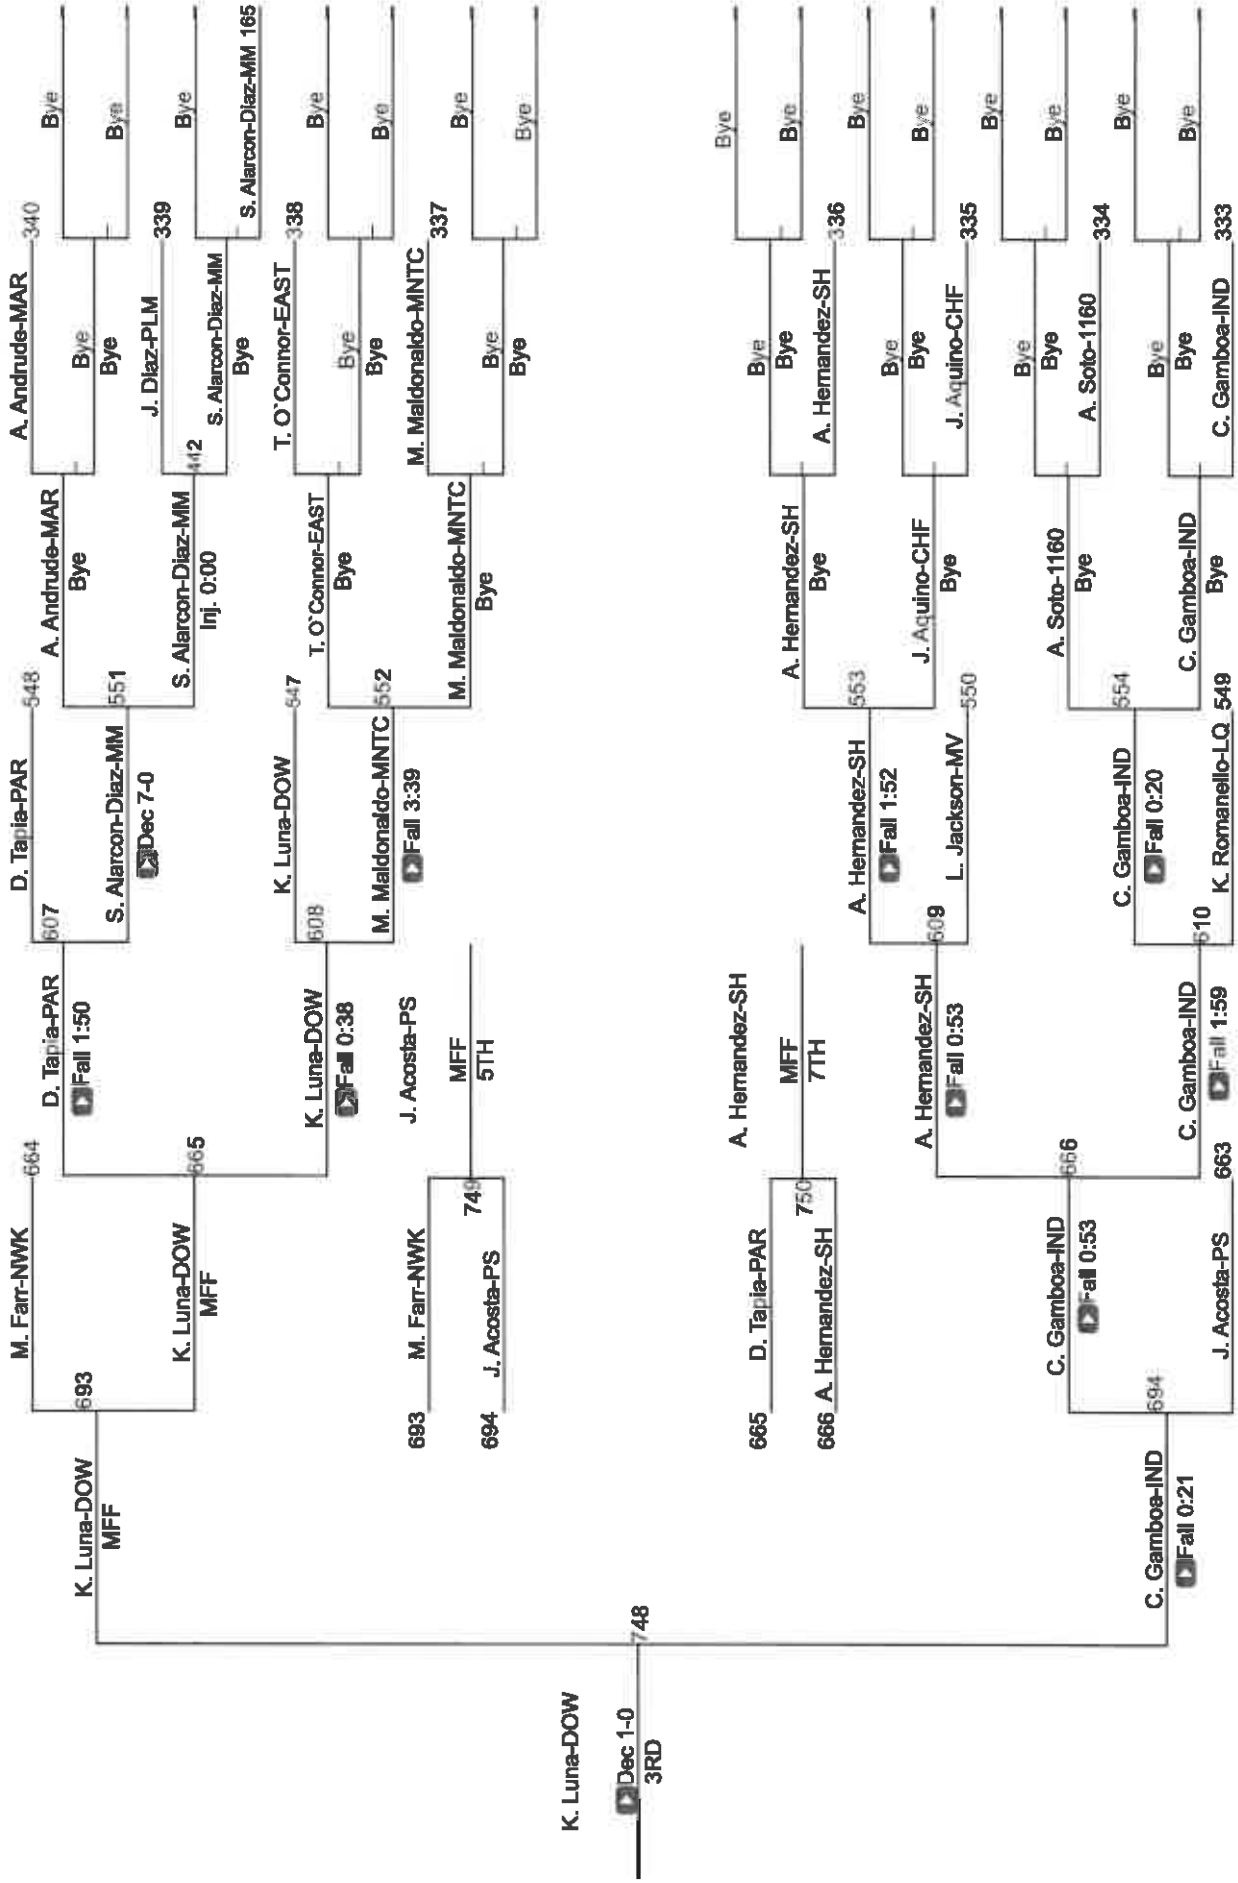 K. Luna-DOW
Dec 1-0
3RD
748
K. Luna-DOW
MFF
C. Gamboa-IND
Fall 0:21
693
M. Farr-NWK
664
K. Luna-DOW
MFF
693
M. Farr-NWK
749
694
J. Acosta-PS
J. Acosta-PS
MFF
5TH
665
D. Tapia-PAR
750
666
A. Hernandez-SH
A. Hernandez-SH
MFF
7TH
694
C. Gamboa-IND
Fall 0:53
J. Acosta-PS
663
D. Tapia-PAR
Fall 1:50
665
K. Luna-DOW
Fall 0:38
A. Hernandez-SH
Fall 0:53
666
C. Gamboa-IND
Fall 1:59
D. Tapia-PAR
548
607
S. Alarcon-Diaz-MM
Dec 7-0
K. Luna-DOW
547
608
M. Maldonaldo-MNTC
Fall 3:39
A. Hernandez-SH
Fall 1:52
609
L. Jackson-MV
550
C. Gamboa-IND
Fall 0:20
610
K. Romanello-LQ
549
A. Andrude-MAR
Bye
551
S. Alarcon-Diaz-MM
Inj. 0:00
T. O`Connor-EAST
Bye
552
M. Maldonaldo-MNTC
Bye
A. Hernandez-SH
Bye
553
J. Aquino-CHF
Bye
A. Soto-1160
Bye
554
C. Gamboa-IND
Bye
A. Andrude-MAR
340
Bye
Bye
J. Diaz-PLM
339
442
S. Alarcon-Diaz-MM
Bye
T. O`Connor-EAST
338
Bye
Bye
M. Maldonaldo-MNTC
337
Bye
Bye
Bye
Bye
A. Hernandez-SH
336
Bye
Bye
J. Aquino-CHF
335
Bye
Bye
A. Soto-1160
334
Bye
Bye
C. Gamboa-IND
333
Bye
Bye
Bye
S. Alarcon-Diaz-MM 165
Bye
Bye
Bye
Bye
Bye
Bye
Bye
Bye
Bye
Bye
Bye
Bye